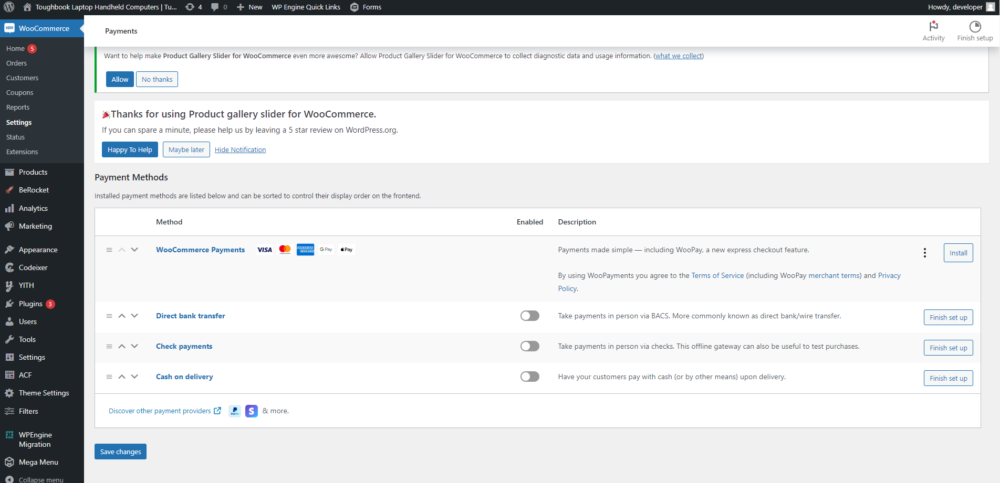 Toughbook Laptop Handheld Computers | Tu...
4
0
New
WP Engine Quick Links
Forms
Howdy, developer
WooCommerce
Home 5
Orders
Customers
Coupons
Reports
Settings
Status
Extensions
Products
BeRocket
Analytics
Marketing
Appearance
Codeixer
YITH
Plugins 3
Users
Tools
Settings
ACF
Theme Settings
Filters
WPEngine
Migration
Mega Menu
Collapse menu
Payments
Activity
Finish setup
Want to help make Product Gallery Slider for WooCommerce even more awesome? Allow Product Gallery Slider for WooCommerce to collect diagnostic data and usage information. (what we collect)
Allow
No thanks
Thanks for using Product gallery slider for WooCommerce.
If you can spare a minute, please help us by leaving a 5 star review on WordPress.org.
Happy To Help
Maybe later
Hide Notification
Payment Methods
Installed payment methods are listed below and can be sorted to control their display order on the frontend.
Method
Enabled
Description
WooCommerce Payments
VISA
mastercard
AMERICAN
EXPRESS
G Pay
Pay
Payments made simple — including WooPay, a new express checkout feature.
Install
By using WooPayments you agree to the Terms of Service (including WooPay merchant terms) and Privacy
Policy.
Direct bank transfer
Take payments in person via BACS. More commonly known as direct bank/wire transfer.
Finish set up
Check payments
Take payments in person via checks. This offline gateway can also be useful to test purchases.
Finish set up
Cash on delivery
Have your customers pay with cash (or by other means) upon delivery.
Finish set up
Discover other payment providers
PayPal
S
& more.
Save changes